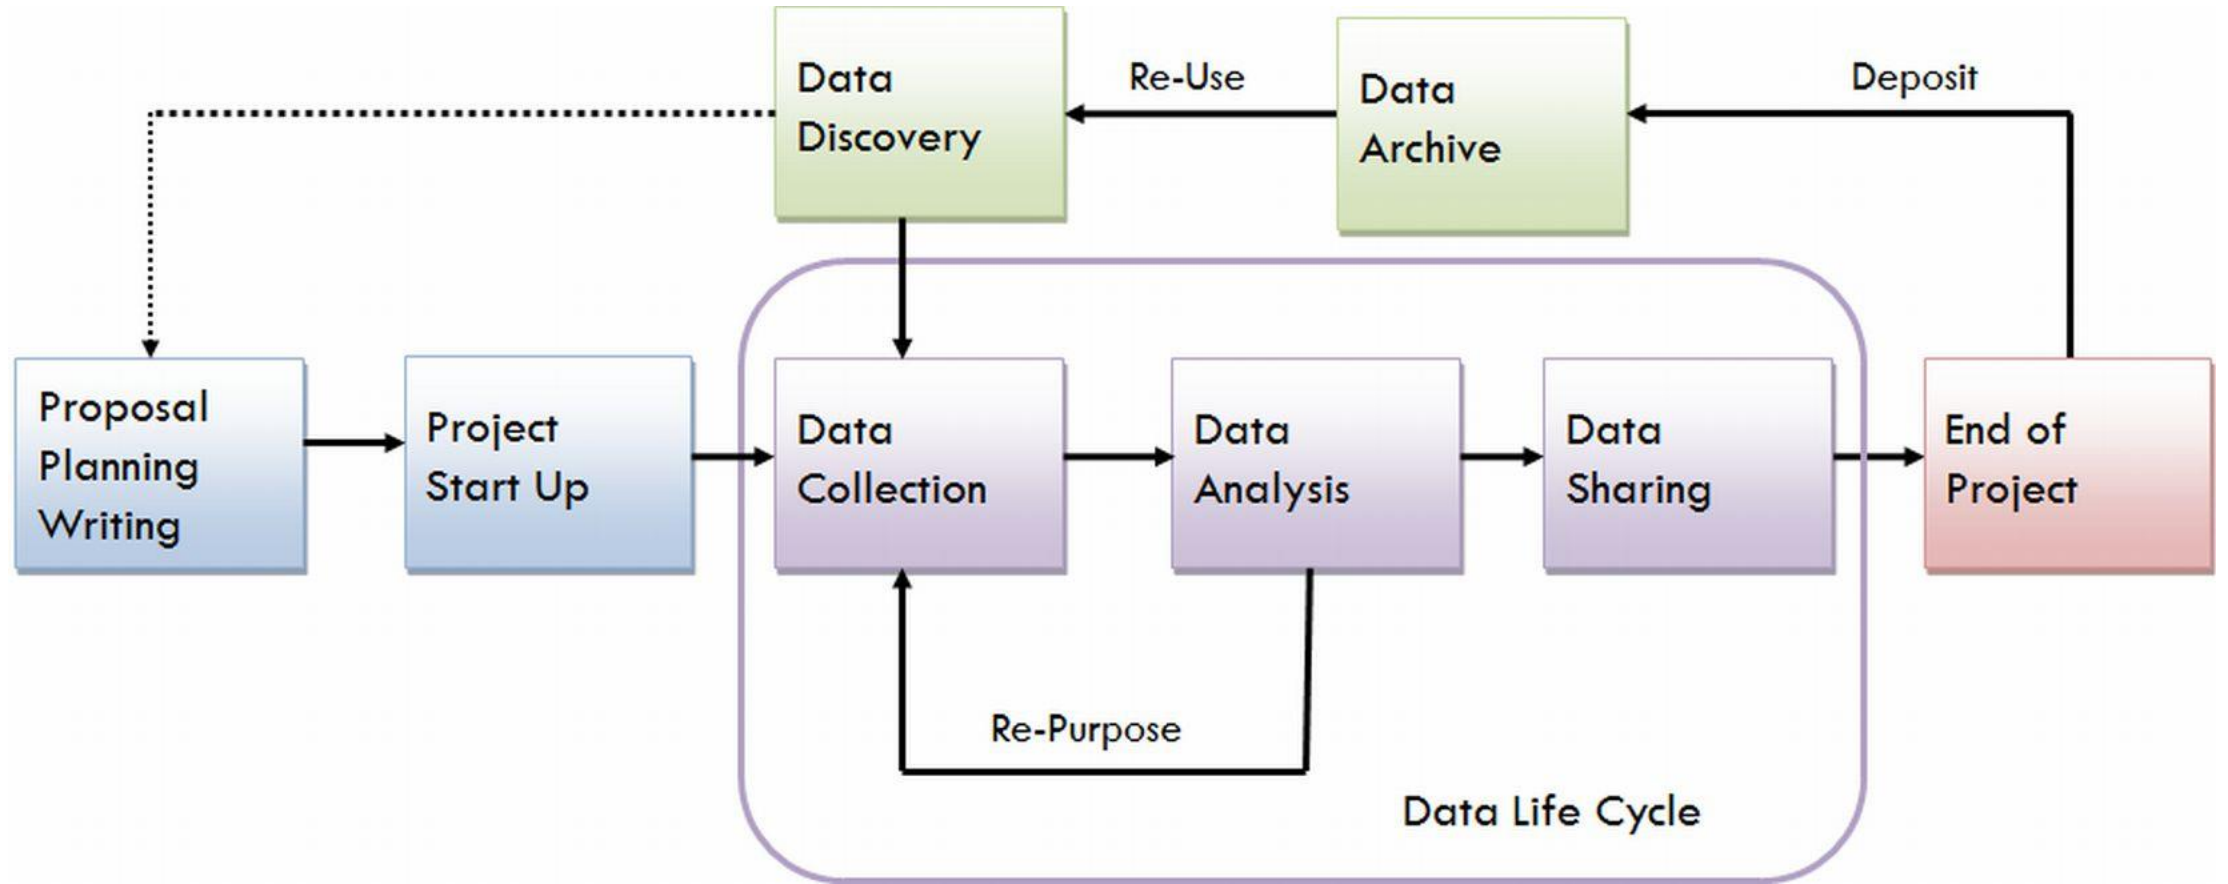 Data
Discovery
Re-Use
Data
Archive
Deposit
Proposal
Planning
Writing
Project
Start Up
Data
Collection
Data
Analysis
Data
Sharing
End of
Project
Re-Purpose
Data Life Cycle